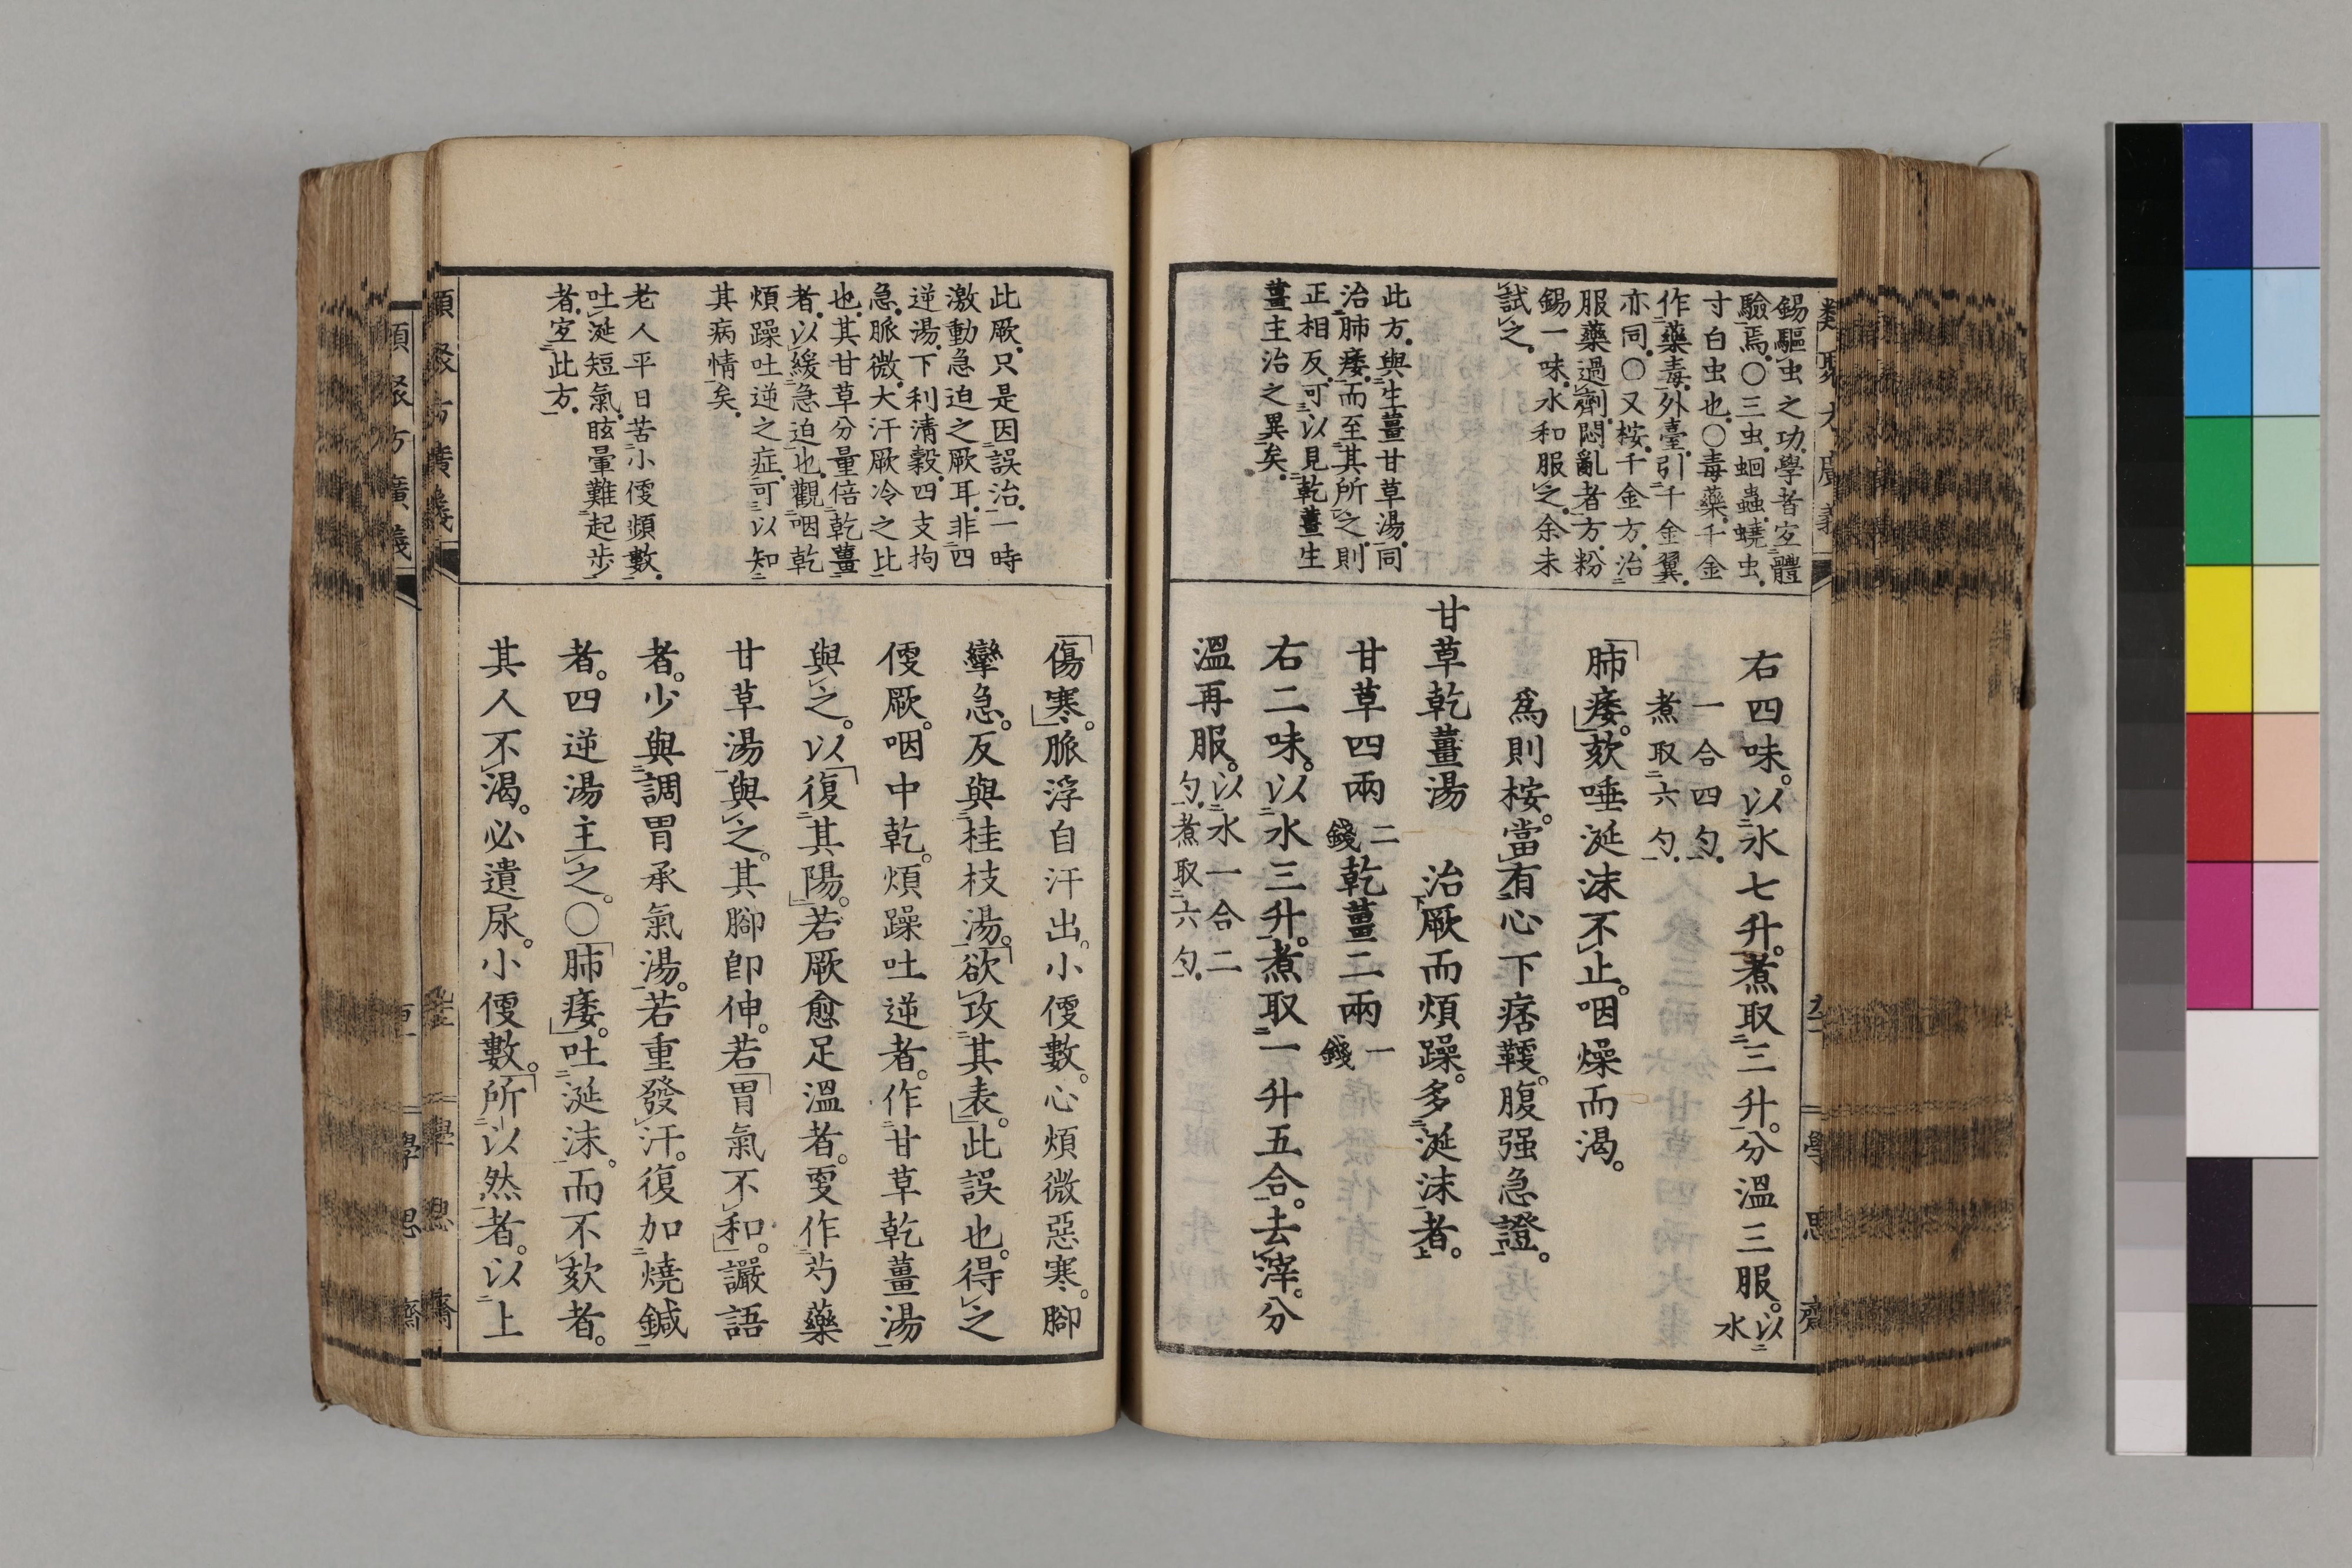 錫驅虫之功。學者宜體
驗焉。〇三虫。蛔蟲。蟯虫。
寸白虫也。〇毒藥。千金
作藥毒。外臺。引千金翼。
亦同。〇又桉。千金方。治
服藥過劑。悶亂者方。粉
錫一味。水和服之。余未
試之。
此方。與生薑甘草湯。同
治肺痿。而至其所之。則
正相反。可以見乾薑生
薑主治之異矣。
右四味。以水七升。煮取三升。分溫三服。以水
一合四勺。
煮取六勺。
「肺痿」。欬唾涎沫不止。咽燥而渴。
爲則桉。當有心下痞鞕。腹强急證。
甘草乾薑湯　治厥而煩躁。多涎沫者。
甘草四兩二錢乾薑二兩一錢
右二味。以水三升。煮取一升五合。去滓。分
溫再服。以水一合二勺。煮取六勺。
此厥。只是因誤治。一時
激動急迫之厥耳。非四
逆湯。下利清穀。四支拘
急。脈微。大汗厥冷之比
也。其甘草分量倍乾薑
者。以緩急迫也。觀咽乾
煩躁吐逆之症。可以知
其病情矣。
老人平日苦小便頻數。
吐涎短氣。眩暈難起步
者。宜此方。
「傷寒」。脈浮自汗出。小便數。心煩微惡寒。腳
攣急。反與桂枝湯。「欲攻其表」。此誤也。得之
便厥。咽中乾。煩躁吐逆者。作甘草乾薑湯
與之。以「復其陽」。若厥愈足溫者。更作芍藥
甘草湯與之。其腳卽伸。若「胃氣不和」。讝語
者。少與調胃承氣湯。若重發汗。復加燒鍼
者。四逆湯主之。〇「肺痿」。吐涎沫。而不欬者。
其人不渴。必遺尿。小便數。「所以然者。以上
類聚方廣義
學思齋